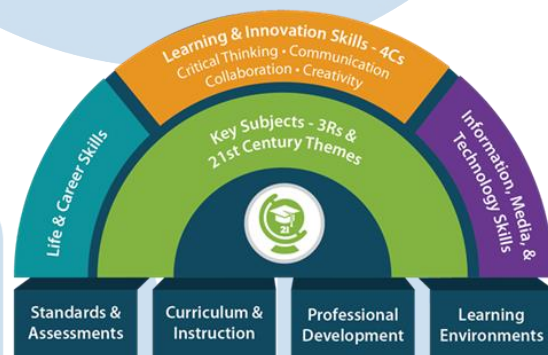 Learning & Innovation Skills - 4Cs
Critical Thinking • Communication
Collaboration • Creativity
Life & Career Skills
Key Subjects - 3Rs &
21st Century Themes
Information, Media, &
Technology Skills
21
Standards &
Assessments
Curriculum &
Instruction
Professional
Development
Learning
Environments